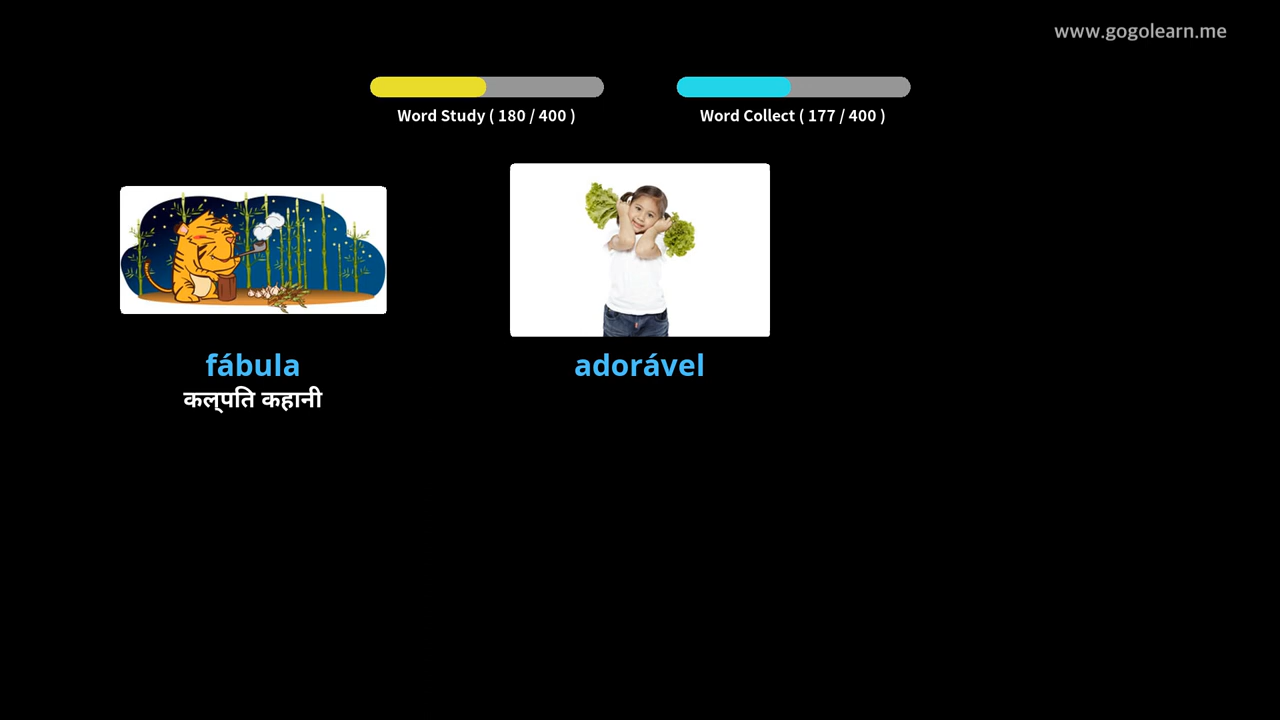 www.gogolearn.me
Word Study ( 180 / 400 )
Word Collect ( 177 / 400 )
fábula
कल्पति कहानी
adorável